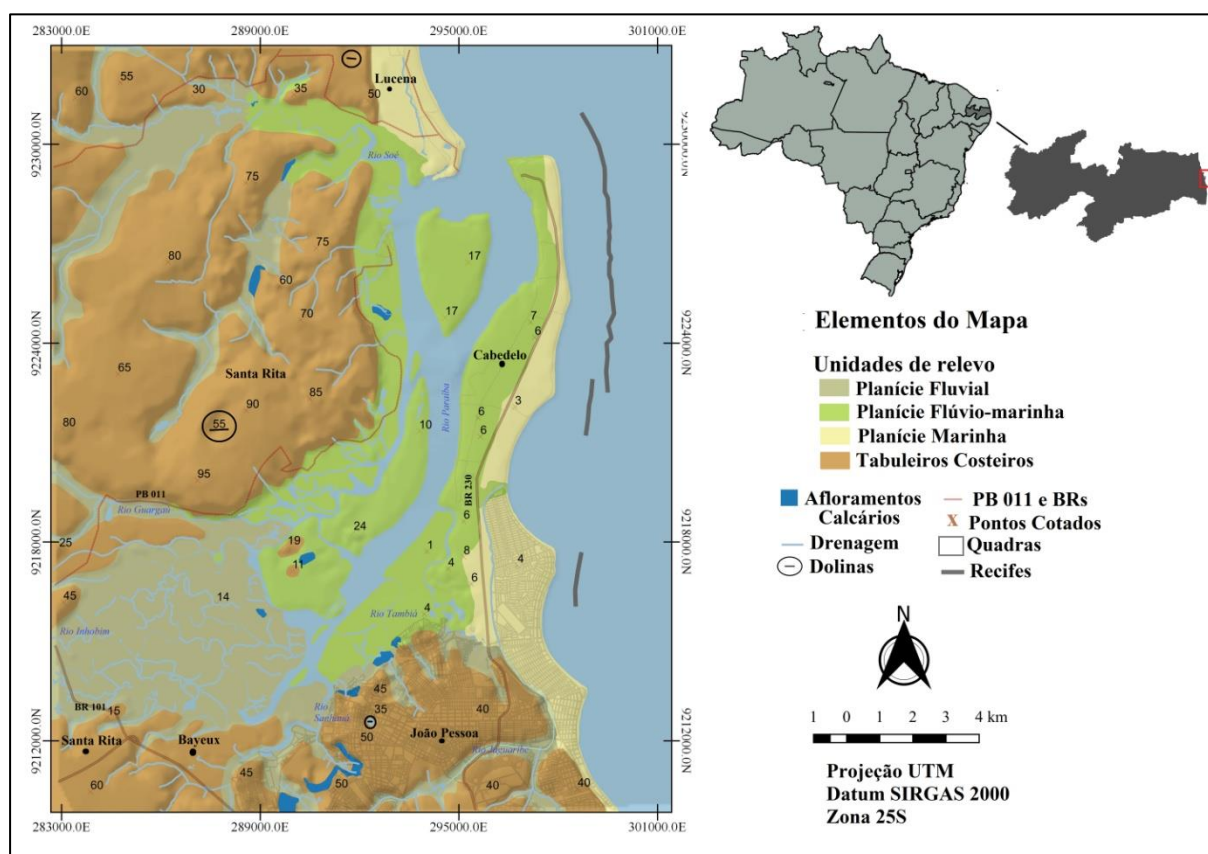 283000.0E 289000.0E 295000.0E 301000.0E
9230000.0N
9224000.0N
9218000.0N
9212000.0N
9230000.0N
9224000.0N
9218000.0N
9212000.0N
55
60
30
35
50
Lucena
Rio Soé
75
80
75
60
70
17
17
7
6
Cabedelo
65
Santa Rita
85
90
55
80
95
10
Rio Paraíba
3
6
6
PB 011
Rio Guargaú
BR 230
25
24
19
11
1
6
8
4
6
4
14
45
Rio Inhobim
Rio Tambiá
4
BR 101
15
Rio
Sanhauá
45
35
50
40
Santa Rita
Bayeux
João Pessoa
Rio Jaguaribe
60
45
50
40
40
283000.0E 289000.0E 295000.0E 301000.0E
Elementos do Mapa
Unidades de relevo
Planície Fluvial
Planície Flúvio-marinha
Planície Marinha
Tabuleiros Costeiros
Afloramentos
Calcários
Drenagem
Dolinas
PB 011 e BRs
X Pontos Cotados
Quadras
Recifes
N
1 0 1 2 3 4 km
Projeção UTM
Datum SIRGAS 2000
Zona 25S